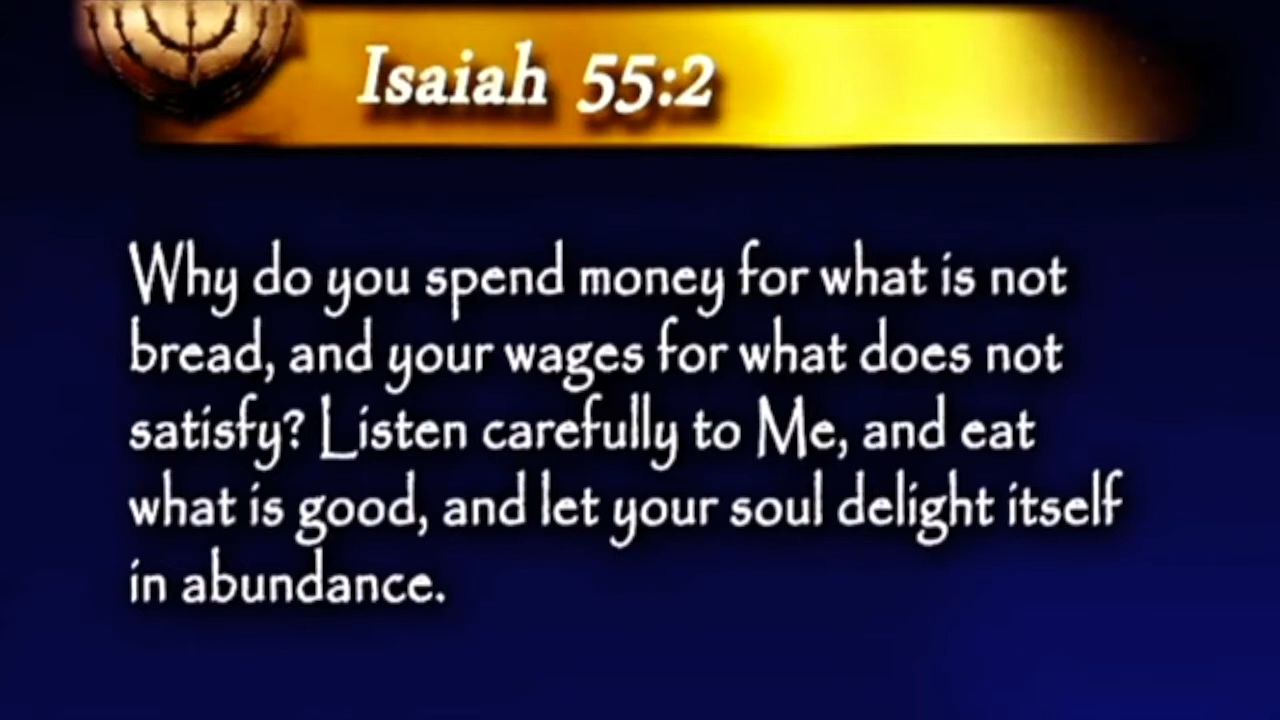 Isaiah 55:2
Why do you spend money for what is not
bread, and your wages for what does not
satisfy? Listen carefully to Me, and eat
what is good, and let your soul delight itself
in abundance.